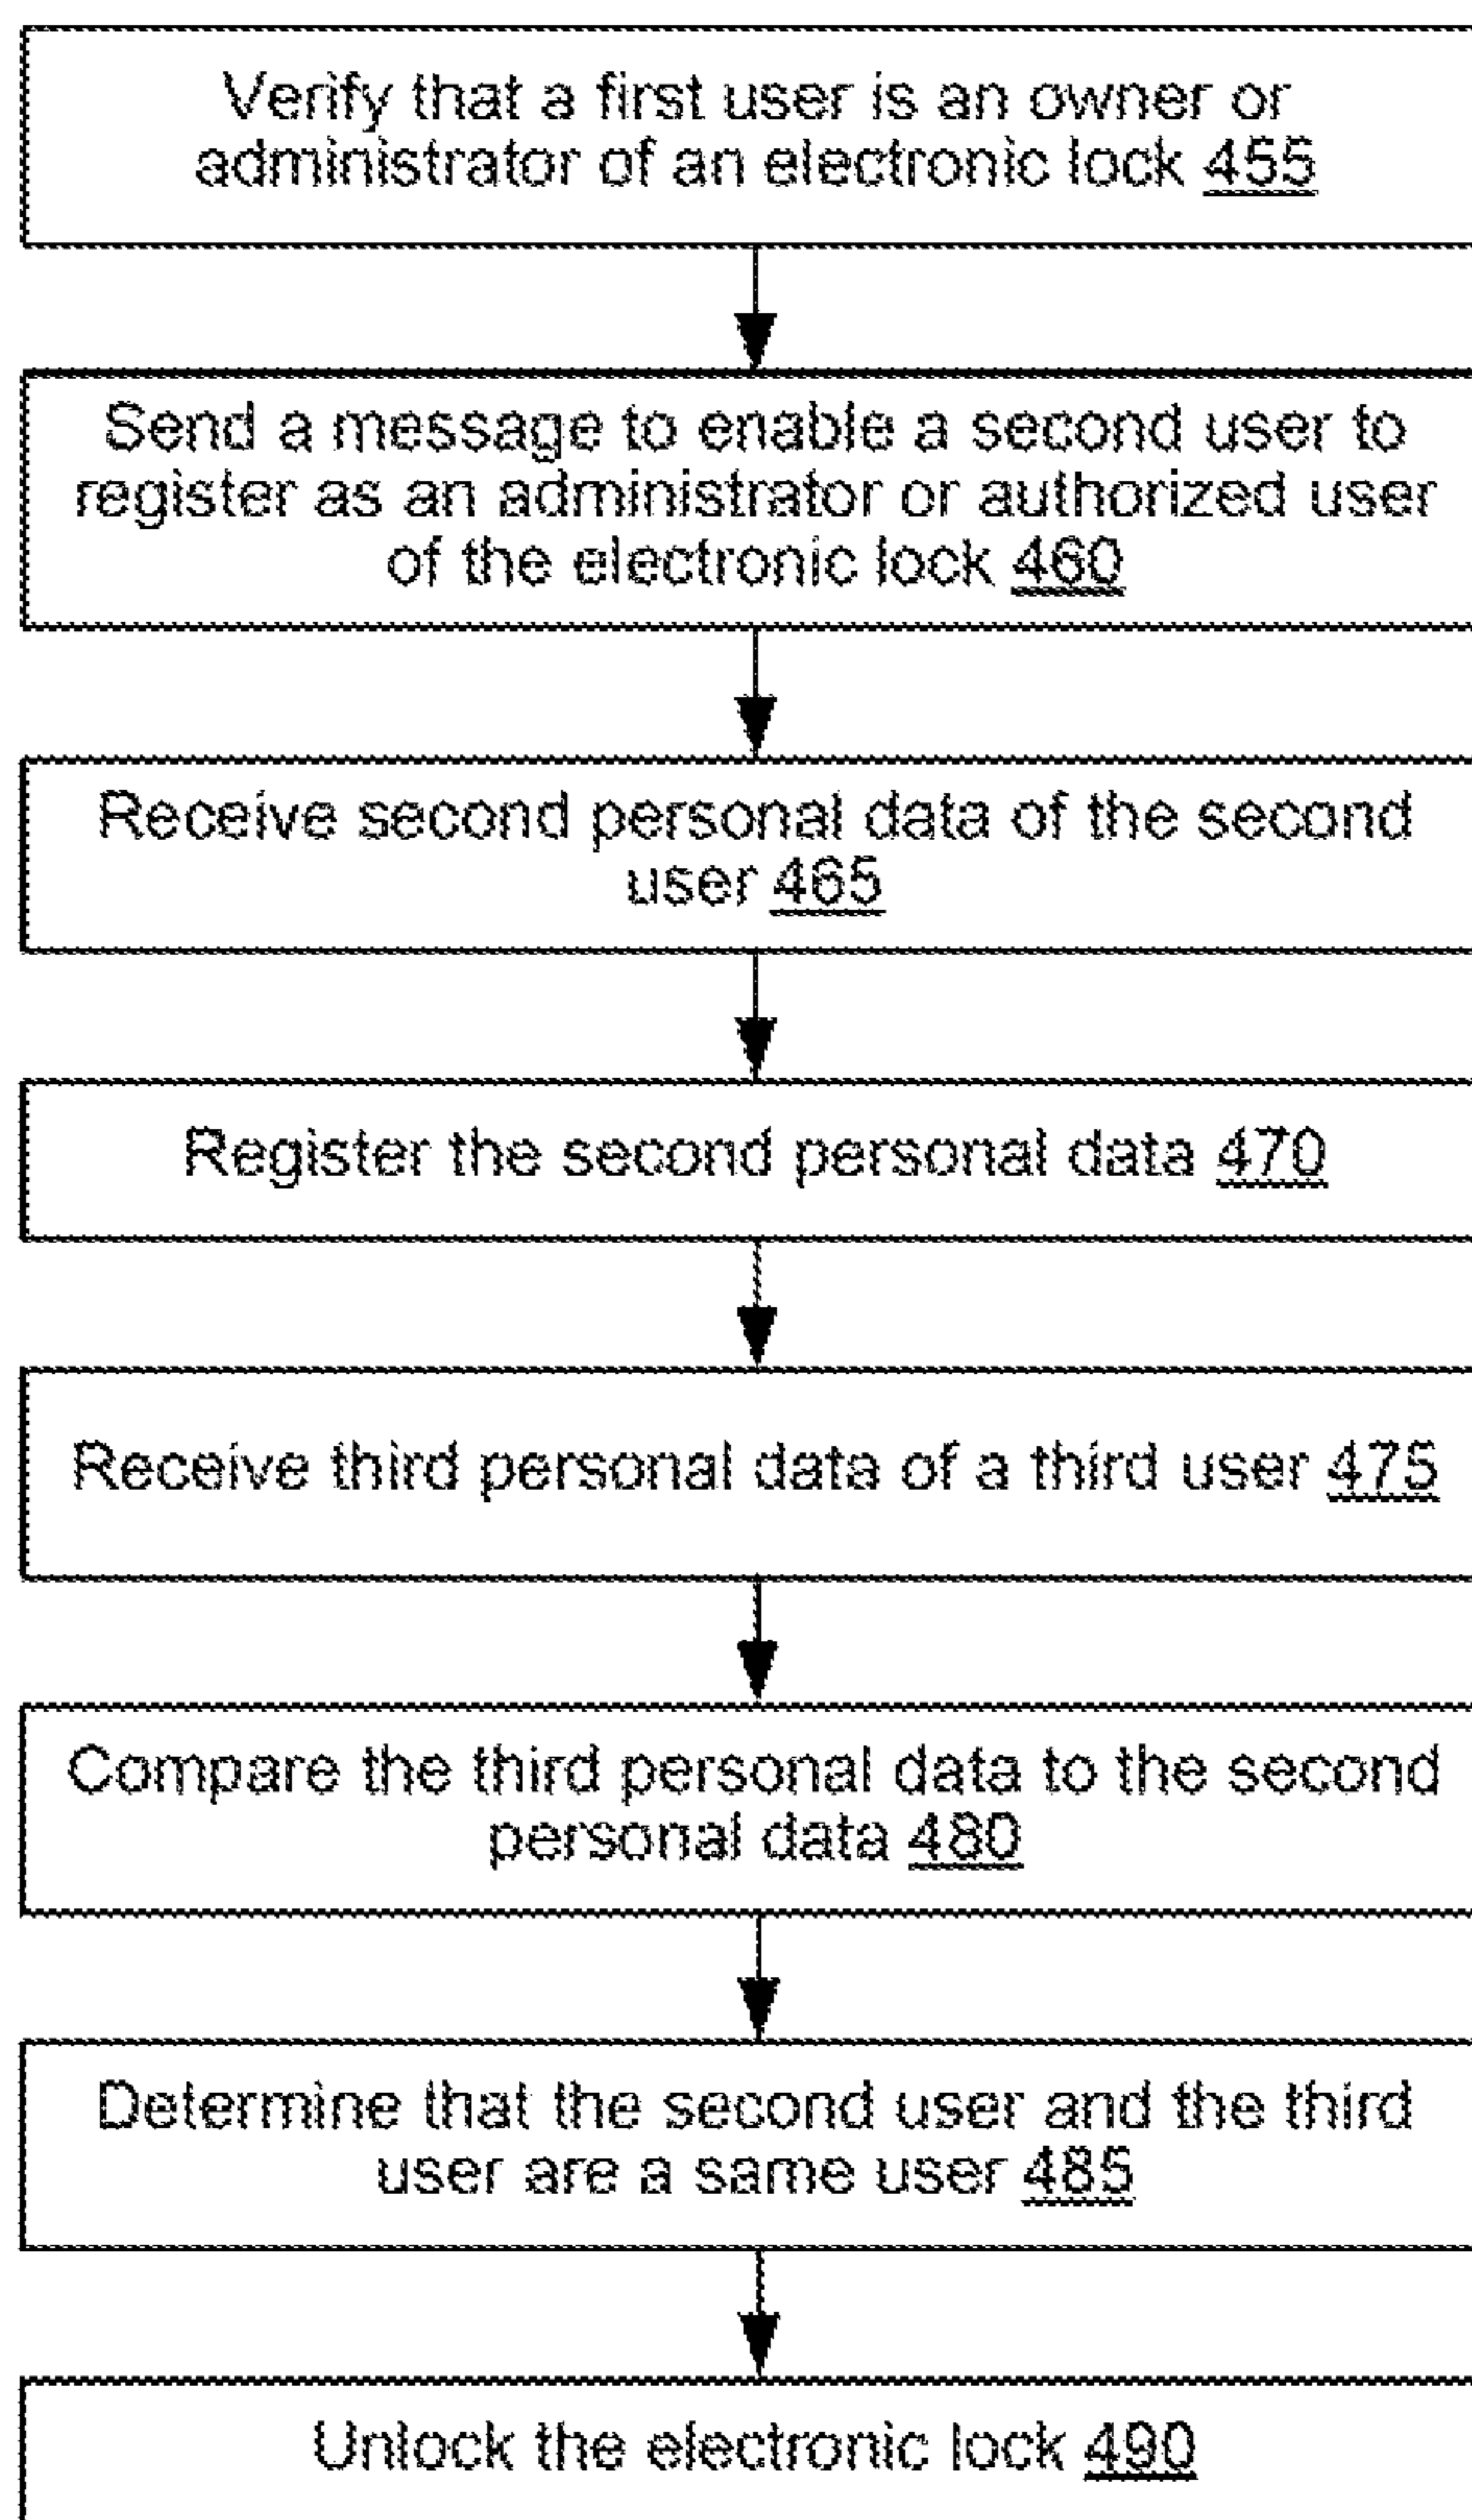 Verify that a first user is an owner or
administrator of an electronic lock 455
Send a message to enable a second user to
register as an administrator or authorized user
of the electronic lock 460
Receive second personal data of the second
user 465
Register the second personal data 470
Receive third personal data of a third user 475
Compare the third personal data to the second
personal data 480
Determine that the second user and the third
user are a same user 485
Unlock the electronic lock 490